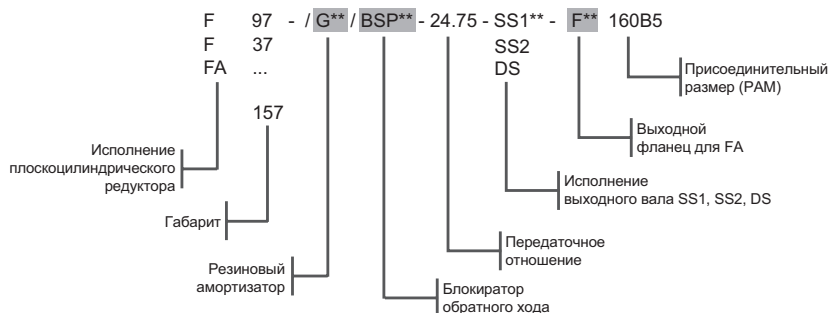 F 97 - / G** / BSP** - 24.75 - SS1** - F** 160B5
F 37 SS2
FA ... DS
157
Присоединительный
размер (PAM)
Выходной
фланец для FA
Исполнение
плоскоцилиндрического
редуктора
Исполнение
выходного вала SS1, SS2, DS
Габарит
Передаточное
отношение
Резиновый
амортизатор
Блокиратор
обратного хода